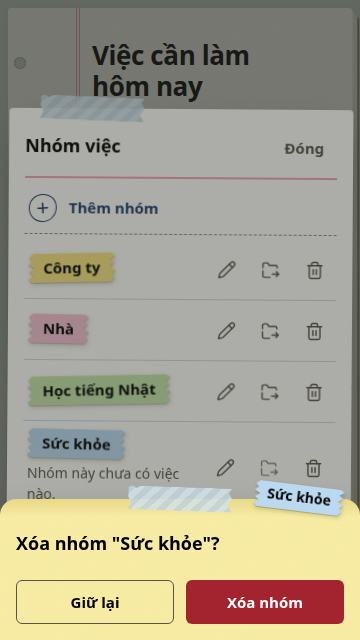 Việc cần làm
hôm nay
Nhóm việc
Đóng
Thêm nhóm
Công ty
Nhà
Học tiếng Nhật
Sức khỏe
Nhóm này chưa có việc
nào.
Sức khỏe
Xóa nhóm "Sức khỏe"?
Giữ lại
Xóa nhóm